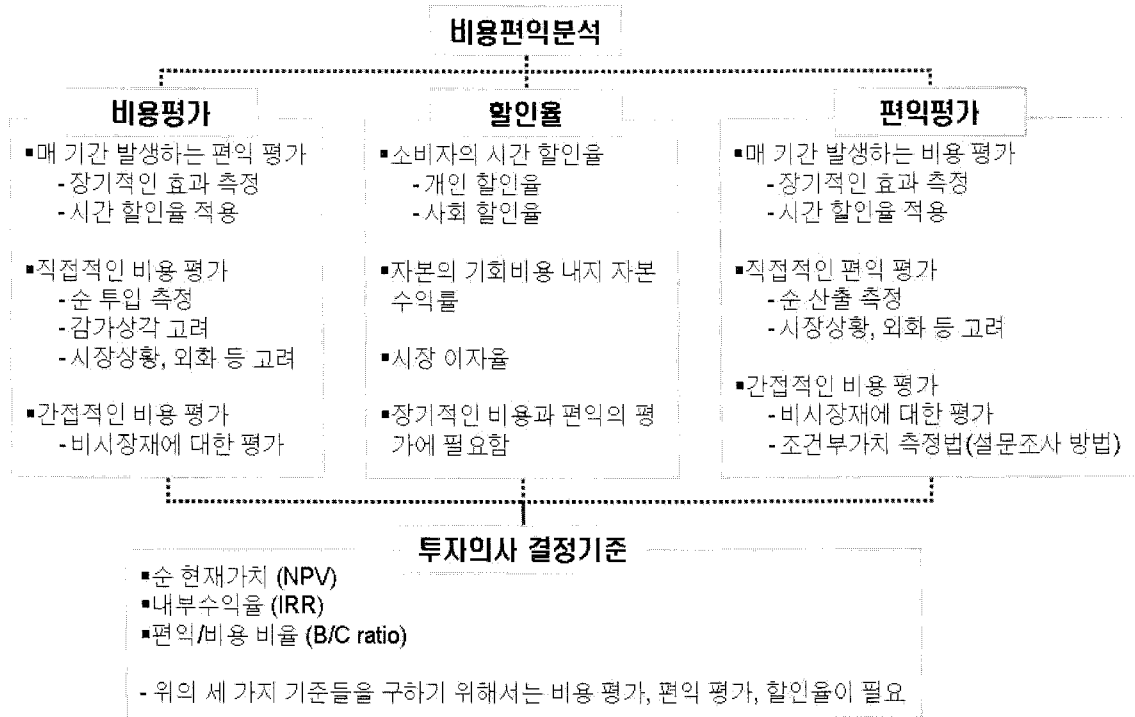 비용편익분석
비용평가
▪매 기간 발생하는 편익 평가
- 장기적인 효과 측정
- 시간 할인율 적용
▪직접적인 비용 평가
- 순 투입 측정
- 감가상각 고려
- 시장상황, 외화 등 고려
▪간접적인 비용 평가
- 비시장재에 대한 평가
할인율
▪소비자의 시간 할인율
- 개인 할인율
- 사회 할인율
▪자본의 기회비용 내지 자본
수익률
▪시장 이자율
▪장기적인 비용과 편익의 평
가에 필요함
편익평가
▪매 기간 발생하는 비용 평가
- 장기적인 효과 측정
- 시간 할인율 적용
▪직접적인 편익 평가
- 순 산출 측정
- 시장상황, 외화 등 고려
▪간접적인 비용 평가
- 비시장재에 대한 평가
- 조건부가치 측정법(설문조사 방법)
투자의사 결정기준
▪순 현재가치 (NPV)
▪내부수익율 (IRR)
▪편익/비용 비율 (B/C ratio)
- 위의 세 가지 기준들을 구하기 위해서는 비용 평가, 편익 평가, 할인율이 필요